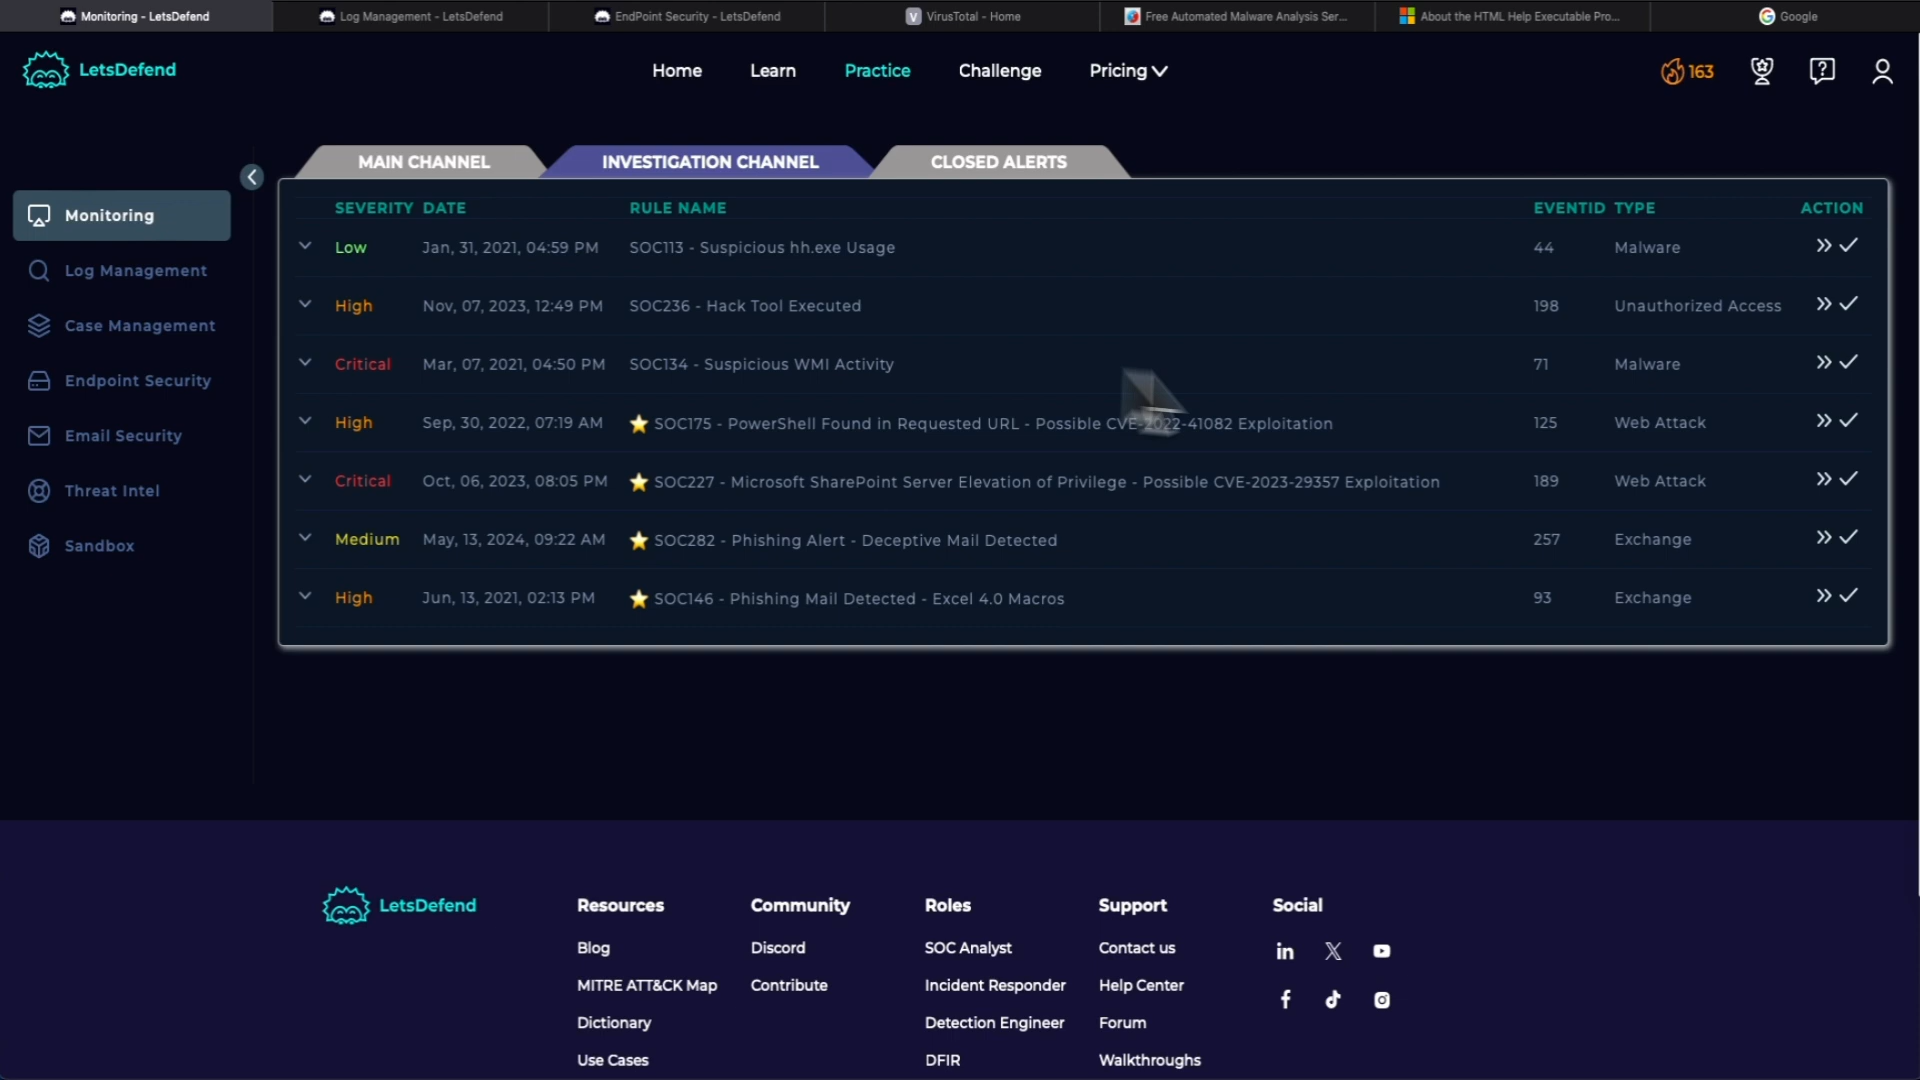 Monitoring - LetsDefend
Log Management - LetsDefend
EndPoint Security - LetsDefend
VirusTotal - Home
Free Automated Malware Analysis Ser...
About the HTML Help Executable Pro...
Google
LetsDefend
Home
Learn
Practice
Challenge
Pricing
163
MAIN CHANNEL
INVESTIGATION CHANNEL
CLOSED ALERTS
Monitoring
Log Management
Case Management
Endpoint Security
Email Security
Threat Intel
Sandbox
SEVERITY DATE RULE NAME EVENTID TYPE ACTION
Low Jan, 31, 2021, 04:59 PM SOC113 - Suspicious hh.exe Usage 44 Malware
High Nov, 07, 2023, 12:49 PM SOC236 - Hack Tool Executed 198 Unauthorized Access
Critical Mar, 07, 2021, 04:50 PM SOC134 - Suspicious WMI Activity 71 Malware
High Sep, 30, 2022, 07:19 AM SOC175 - PowerShell Found in Requested URL - Possible CVE-2022-41082 Exploitation 125 Web Attack
Critical Oct, 06, 2023, 08:05 PM SOC227 - Microsoft SharePoint Server Elevation of Privilege - Possible CVE-2023-29357 Exploitation 189 Web Attack
Medium May, 13, 2024, 09:22 AM SOC282 - Phishing Alert - Deceptive Mail Detected 257 Exchange
High Jun, 13, 2021, 02:13 PM SOC146 - Phishing Mail Detected - Excel 4.0 Macros 93 Exchange
LetsDefend
Resources
Blog
MITRE ATT&CK Map
Dictionary
Use Cases
Community
Discord
Contribute
Roles
SOC Analyst
Incident Responder
Detection Engineer
DFIR
Support
Contact us
Help Center
Forum
Walkthroughs
Social